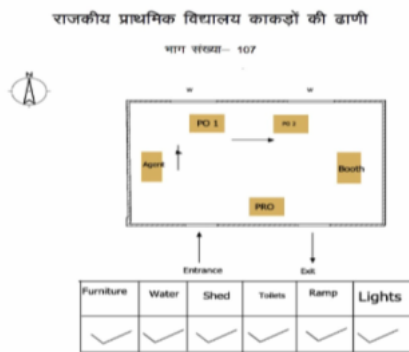 राजकीय प्राथमिक विद्यालय काकड़ों की ढाणी
भाग संख्या– 107
N
W W
PO 1 PO 2
Agent Booth
PRO
Entrance Exit
Furniture Water Shed Toilets Ramp Lights